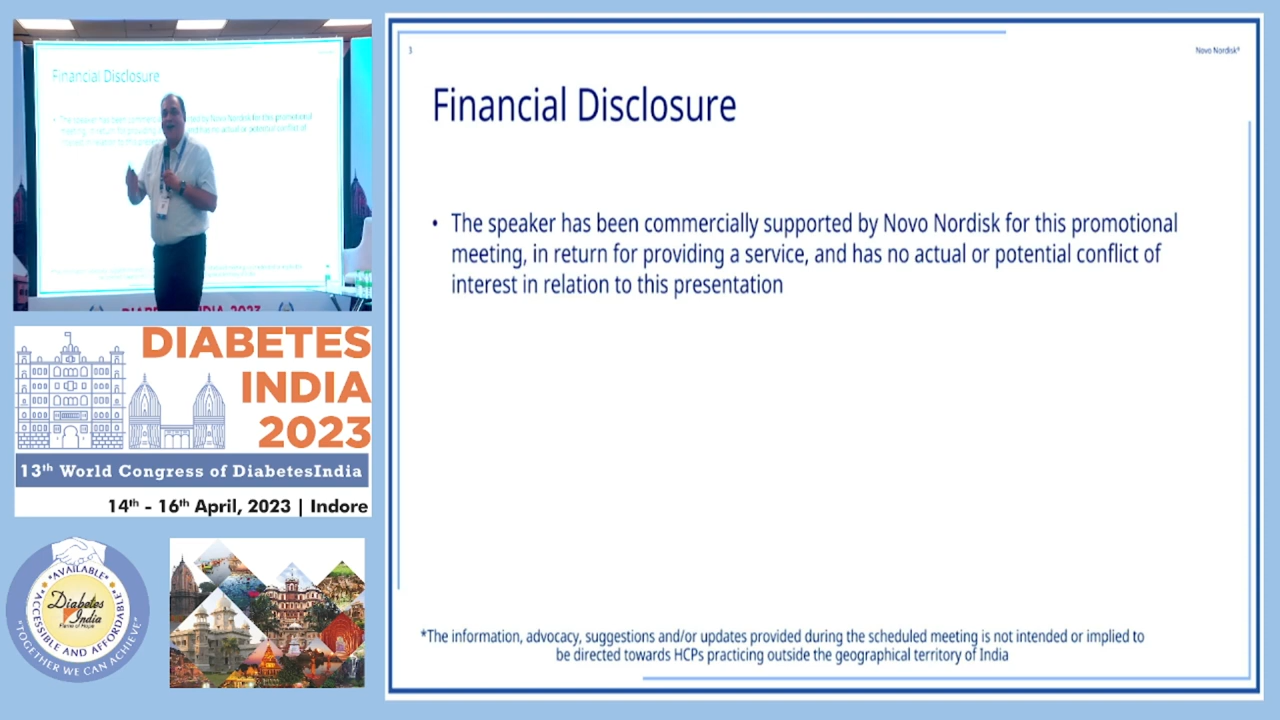 3
Novo Nordisk®
Financial Disclosure
• The speaker has been commercially supported by Novo Nordisk for this promotional
meeting, in return for providing a service, and has no actual or potential conflict of
interest in relation to this presentation
*The information, advocacy, suggestions and/or updates provided during the scheduled meeting is not intended or implied to
be directed towards HCPs practicing outside the geographical territory of India
Financial Disclosure
DIABETES
INDIA
2023
13th World Congress of DiabetesIndia
14th - 16th April, 2023 | Indore
*AVAILABLE*
*ACCESSIBLE AND AFFORDABLE*
Diabetes
India
Flame of Hope
"TOGETHER WE CAN ACHIEVE"